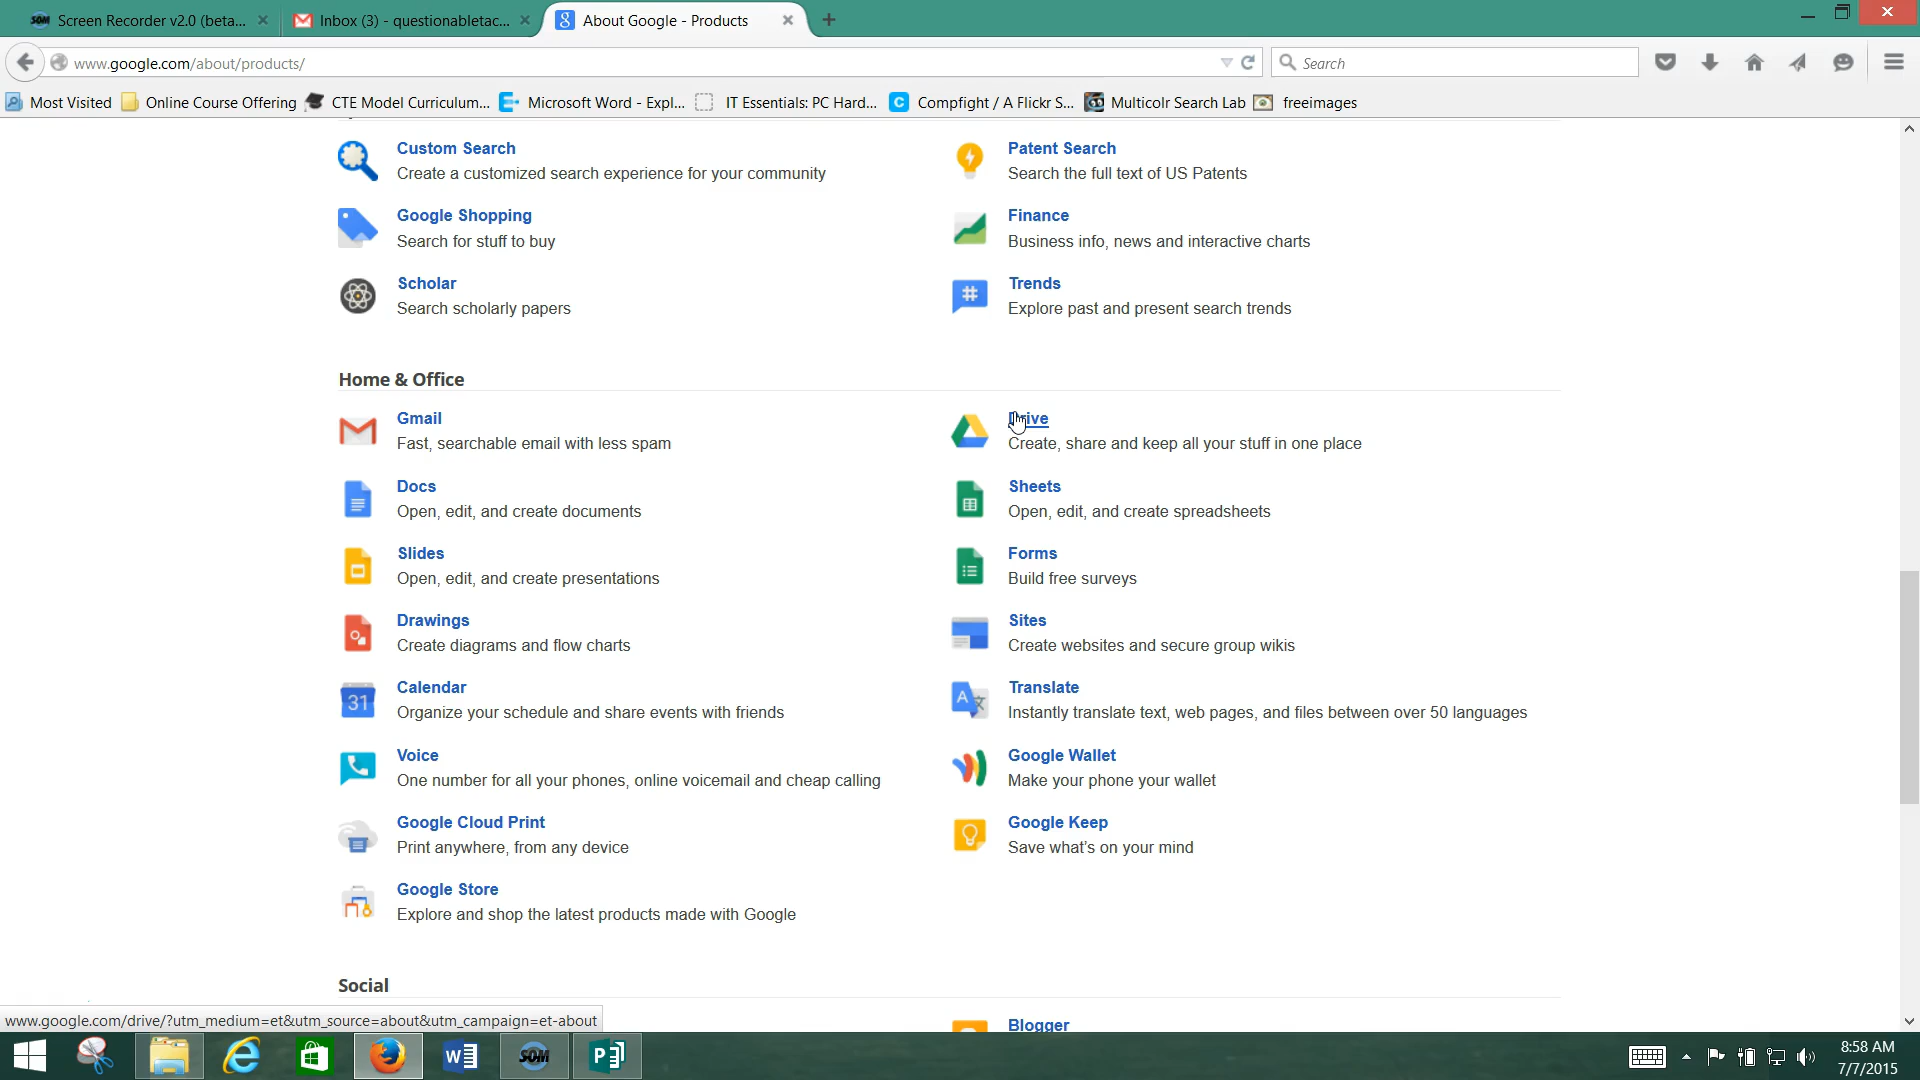 Screen Recorder v2.0 (beta...
Inbox (3) - questionabletac...
About Google - Products
www.google.com/about/products/
Search
Most Visited
Online Course Offering
CTE Model Curriculum...
Microsoft Word - Expl...
IT Essentials: PC Hard...
Compfight / A Flickr S...
Multicolr Search Lab
freeimages
Custom Search
Create a customized search experience for your community
Patent Search
Search the full text of US Patents
Google Shopping
Search for stuff to buy
Finance
Business info, news and interactive charts
Scholar
Search scholarly papers
Trends
Explore past and present search trends
Home & Office
Gmail
Fast, searchable email with less spam
Drive
Create, share and keep all your stuff in one place
Docs
Open, edit, and create documents
Sheets
Open, edit, and create spreadsheets
Slides
Open, edit, and create presentations
Forms
Build free surveys
Drawings
Create diagrams and flow charts
Sites
Create websites and secure group wikis
31
Calendar
Organize your schedule and share events with friends
Translate
Instantly translate text, web pages, and files between over 50 languages
Voice
One number for all your phones, online voicemail and cheap calling
Google Wallet
Make your phone your wallet
Google Cloud Print
Print anywhere, from any device
Google Keep
Save what's on your mind
Google Store
Explore and shop the latest products made with Google
Social
Blogger
www.google.com/drive/?utm_medium=et&utm_source=about&utm_campaign=et-about
SOM
8:58 AM
7/7/2015